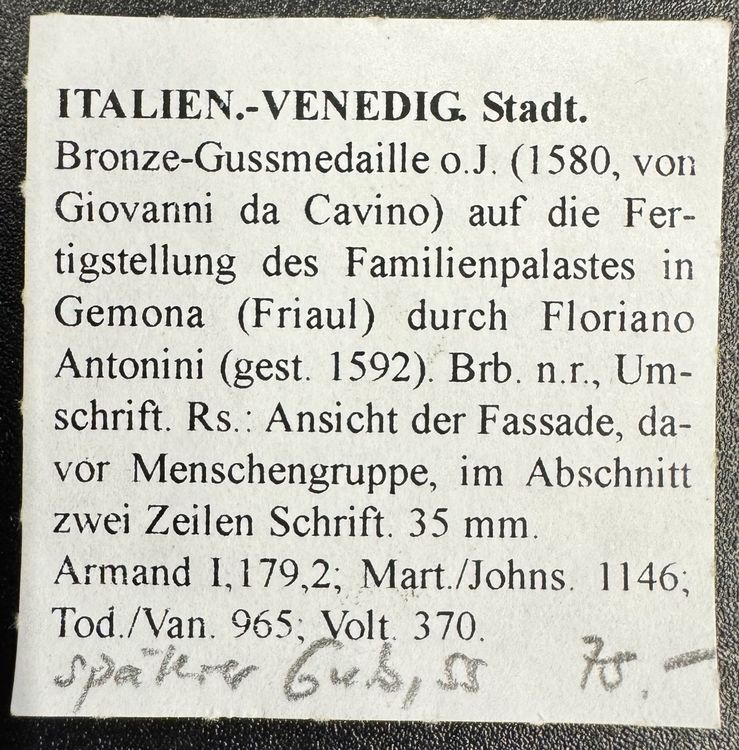 ITALIEN.-VENEDIG. Stadt.
Bronze-Gussmedaille o.J. (1580, von
Giovanni da Cavino) auf die Fer-
tigstellung des Familienpalastes in
Gemona (Friaul) durch Floriano
Antonini (gest. 1592). Brb. n.r., Um-
schrift. Rs.: Ansicht der Fassade, da-
vor Menschengruppe, im Abschnitt
zwei Zeilen Schrift. 35 mm.
Armand I,179,2; Mart./Johns. 1146;
Tod./Van. 965; Volt. 370.
späterer Guß, ss 75.-